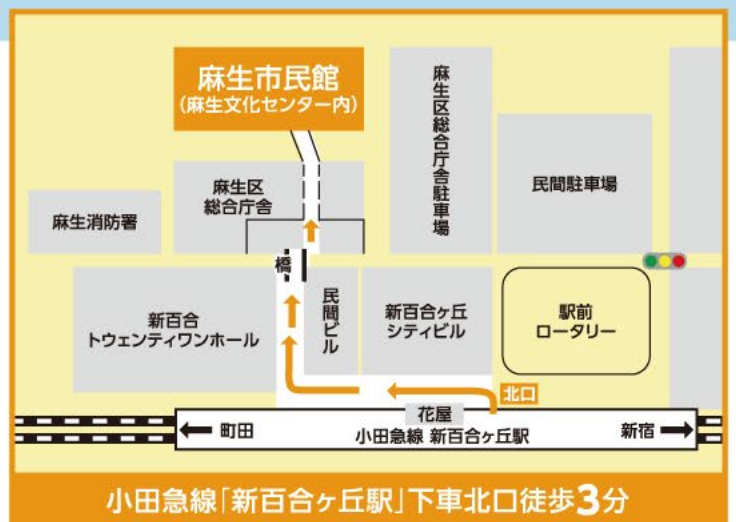 麻生市民館
(麻生文化センター内)
麻生区総合庁舎駐車場
民間駐車場
麻生区
総合庁舎
麻生消防署
橋
新百合
トウェンティワンホール
民間ビル
新百合ヶ丘
シティビル
駅前
ロータリー
北口
花屋
町田
小田急線 新百合ヶ丘駅
新宿
小田急線「新百合ヶ丘駅」下車北口徒歩3分